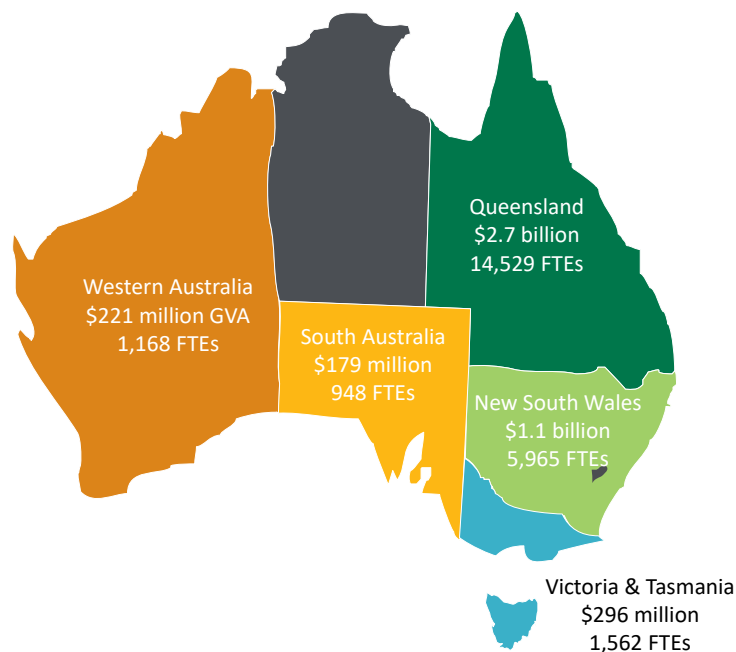 Queensland
$2.7 billion
14,529 FTEs
Western Australia
$221 million GVA
1,168 FTEs
South Australia
$179 million
948 FTEs
New South Wales
$1.1 billion
5,965 FTEs
Victoria & Tasmania
$296 million
1,562 FTEs